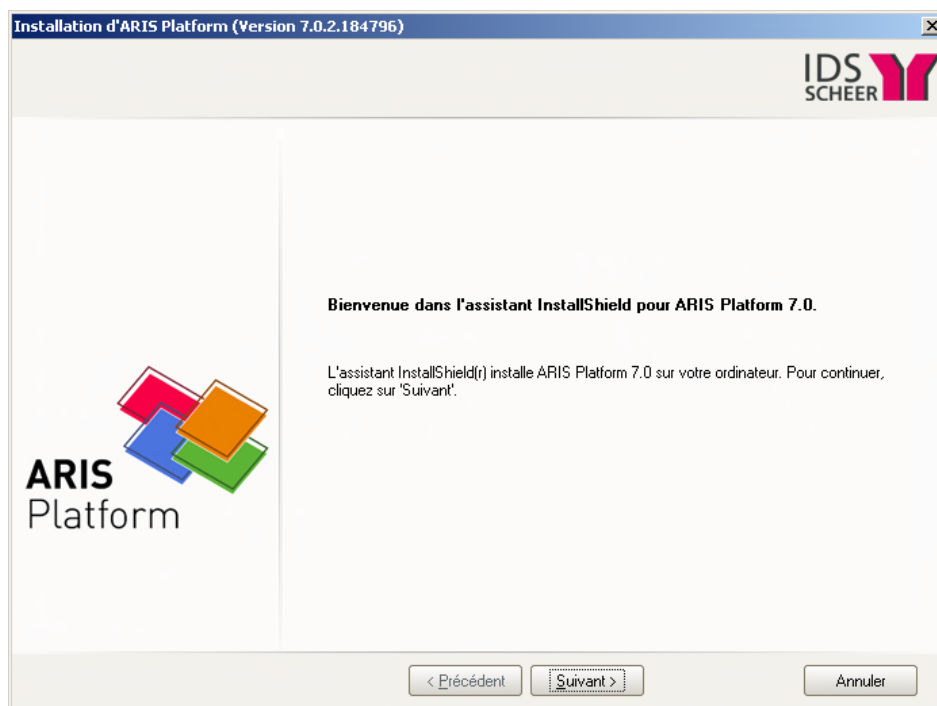 Installation d'ARIS Platform (Version 7.0.2.184796)
IDS
SCHEER
Bienvenue dans l'assistant InstallShield pour ARIS Platform 7.0.
L'assistant InstallShield(r) installe ARIS Platform 7.0 sur votre ordinateur. Pour continuer,
cliquez sur 'Suivant'.
ARIS
Platform
< Précédent
Suivant >
Annuler